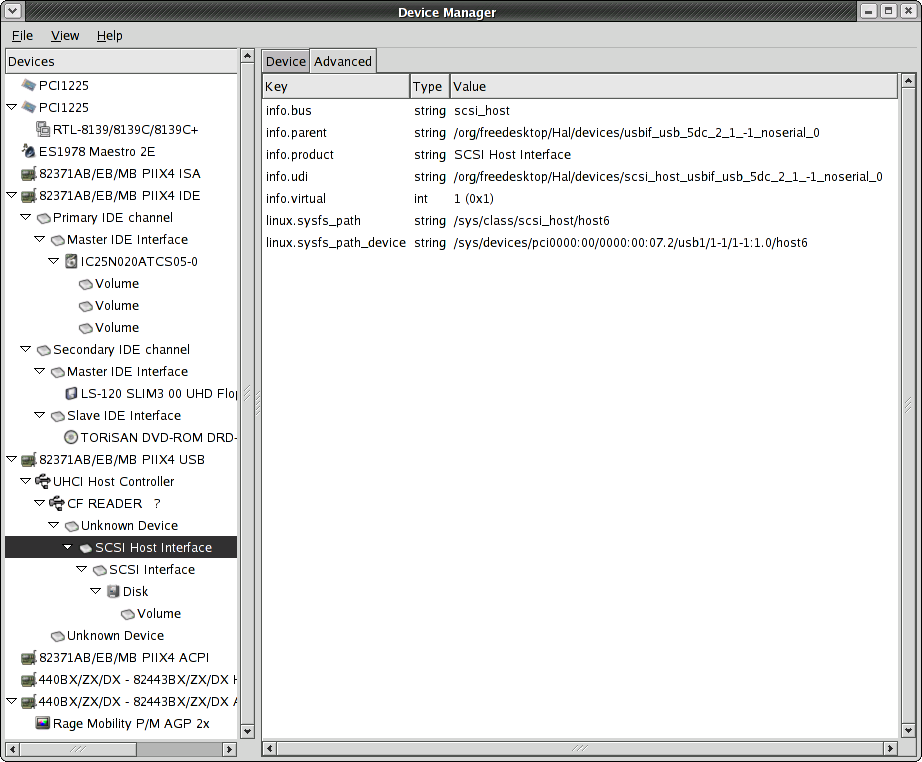 Device Manager
File View Help
Devices
PCI1225
PCI1225
RTL-8139/8139C/8139C+
ES1978 Maestro 2E
82371AB/EB/MB PIIX4 ISA
82371AB/EB/MB PIIX4 IDE
Primary IDE channel
Master IDE Interface
IC25N020ATCS05-0
Volume
Volume
Volume
Secondary IDE channel
Master IDE Interface
LS-120 SLIM3 00 UHD Flop
Slave IDE Interface
TORiSAN DVD-ROM DRD-
82371AB/EB/MB PIIX4 USB
UHCI Host Controller
CF READER ?
Unknown Device
SCSI Host Interface
SCSI Interface
Disk
Volume
Unknown Device
82371AB/EB/MB PIIX4 ACPI
440BX/ZX/DX - 82443BX/ZX/DX H
440BX/ZX/DX - 82443BX/ZX/DX A
Rage Mobility P/M AGP 2x
Device Advanced
Key Type Value
info.bus string scsi_host
info.parent string /org/freedesktop/Hal/devices/usbif_usb_5dc_2_1_-1_noserial_0
info.product string SCSI Host Interface
info.udi string /org/freedesktop/Hal/devices/scsi_host_usbif_usb_5dc_2_1_-1_noserial_0
info.virtual int 1 (0x1)
linux.sysfs_path string /sys/class/scsi_host/host6
linux.sysfs_path_device string /sys/devices/pci0000:00/0000:00:07.2/usb1/1-1/1-1:1.0/host6